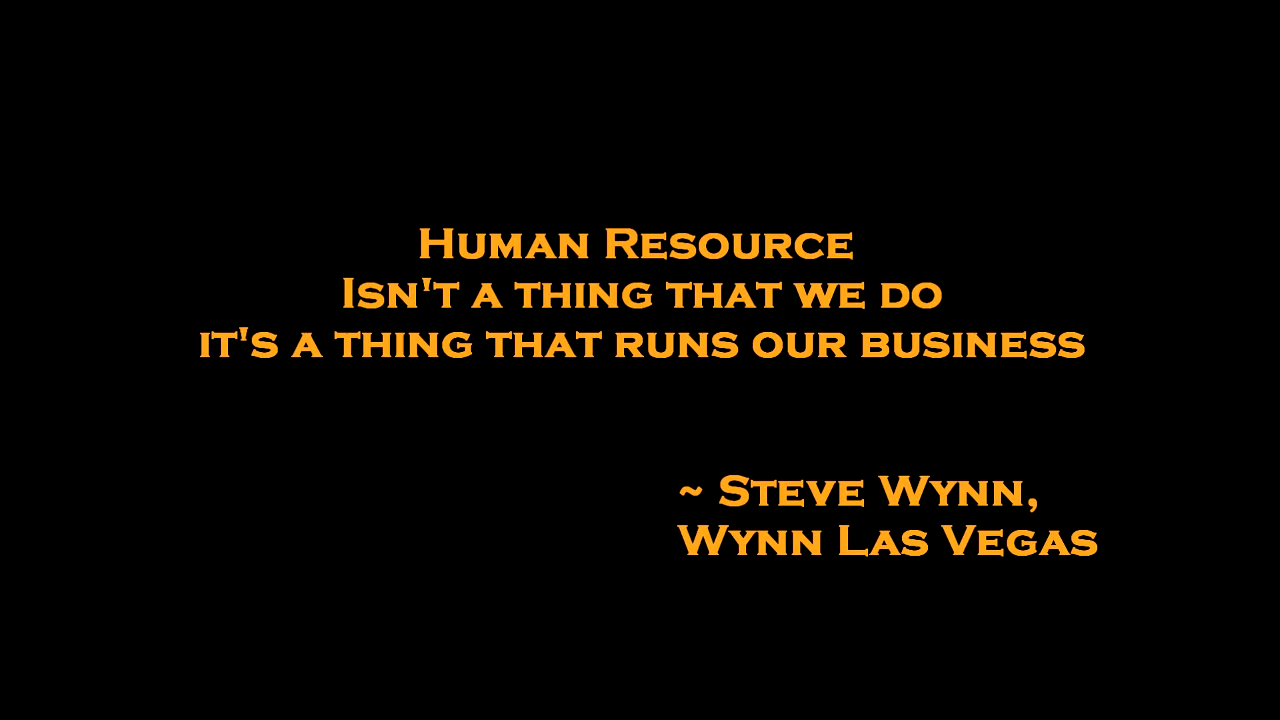 Human Resource
Isn't a thing that we do
it's a thing that runs our business
~ Steve Wynn,
Wynn Las Vegas